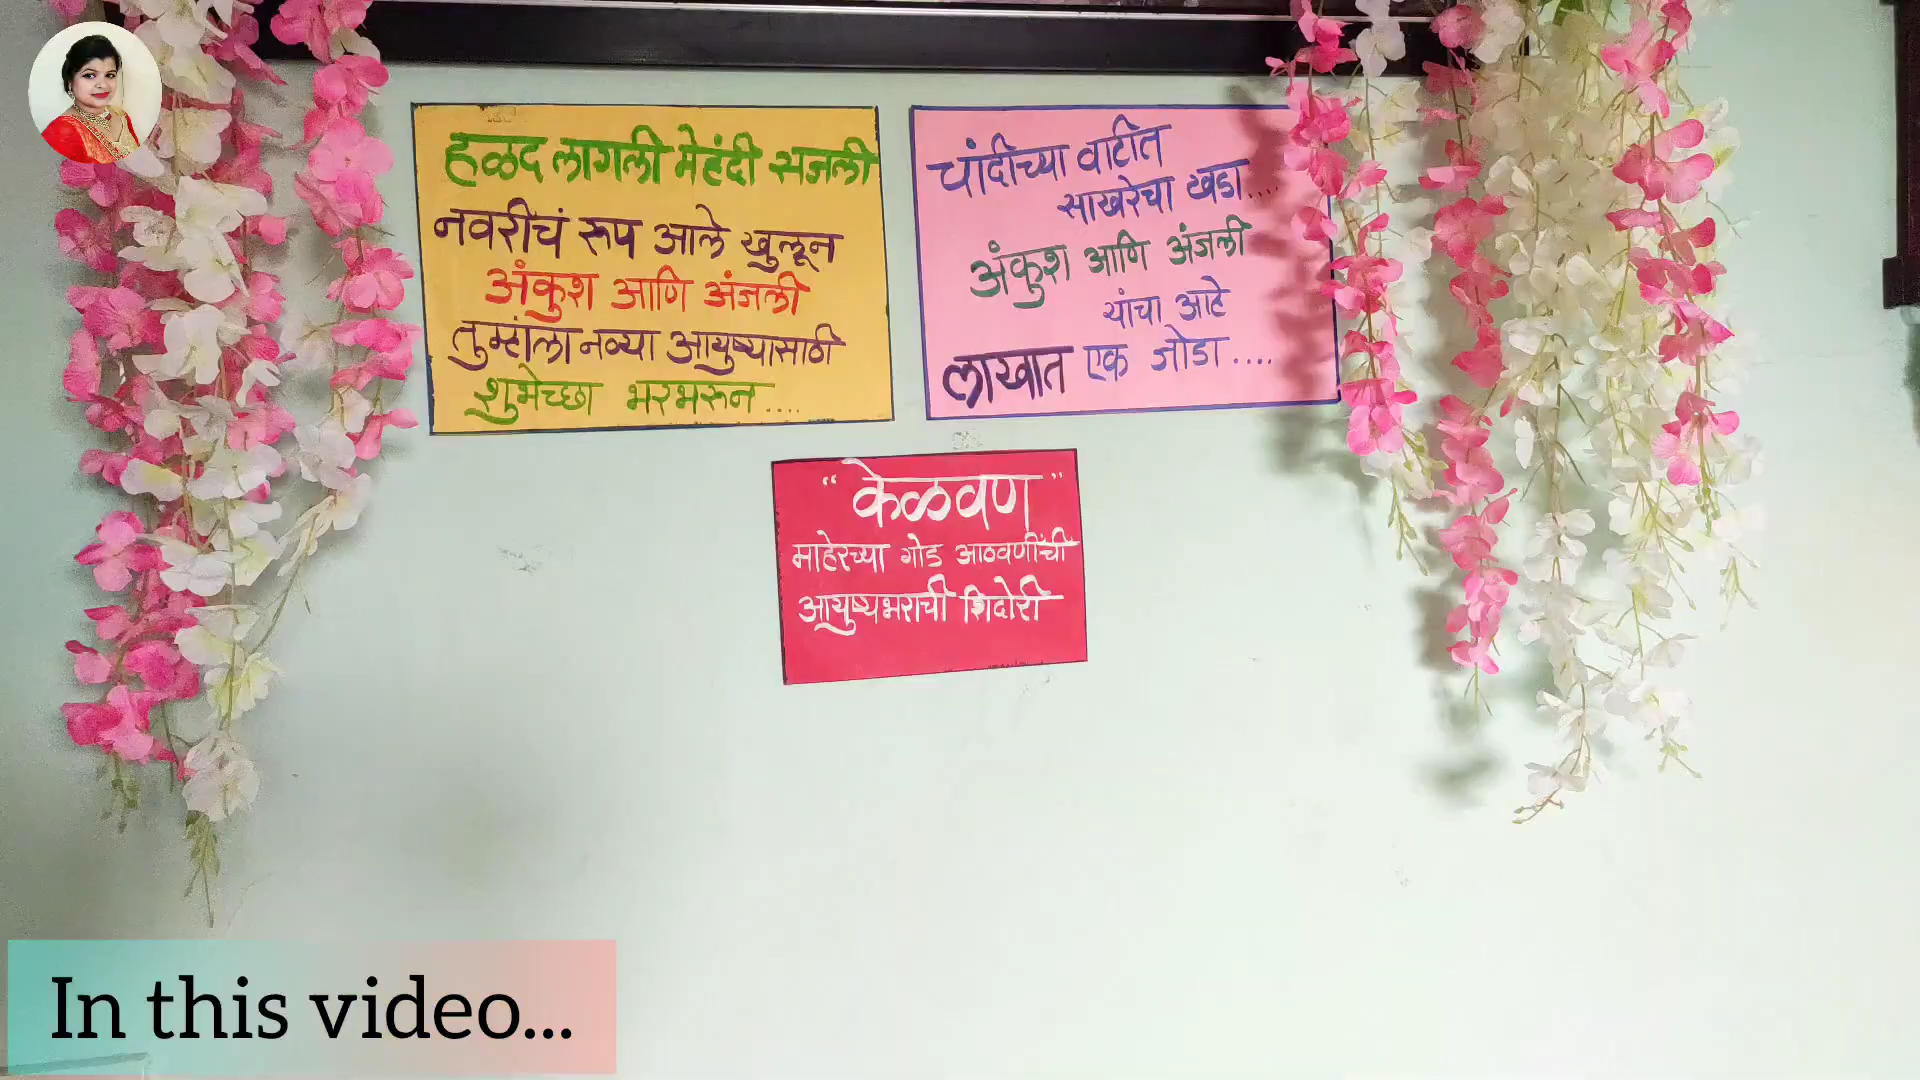 हळद लागली मेहंदी सजली
नवरीचं रूप आले खुलून
अंकुश आणि अंजली
तुम्हांला नव्या आयुष्यासाठी
शुभेच्छा भरभरून....
चांदीच्या वाटीत
साखरेचा खडा....
अंकुश आणि अंजली
यांचा आहे
लाखात एक जोडा....
"केळवण"
माहेरच्या गोड आठवणींची
आयुष्यभराची शिदोरी
In this video...